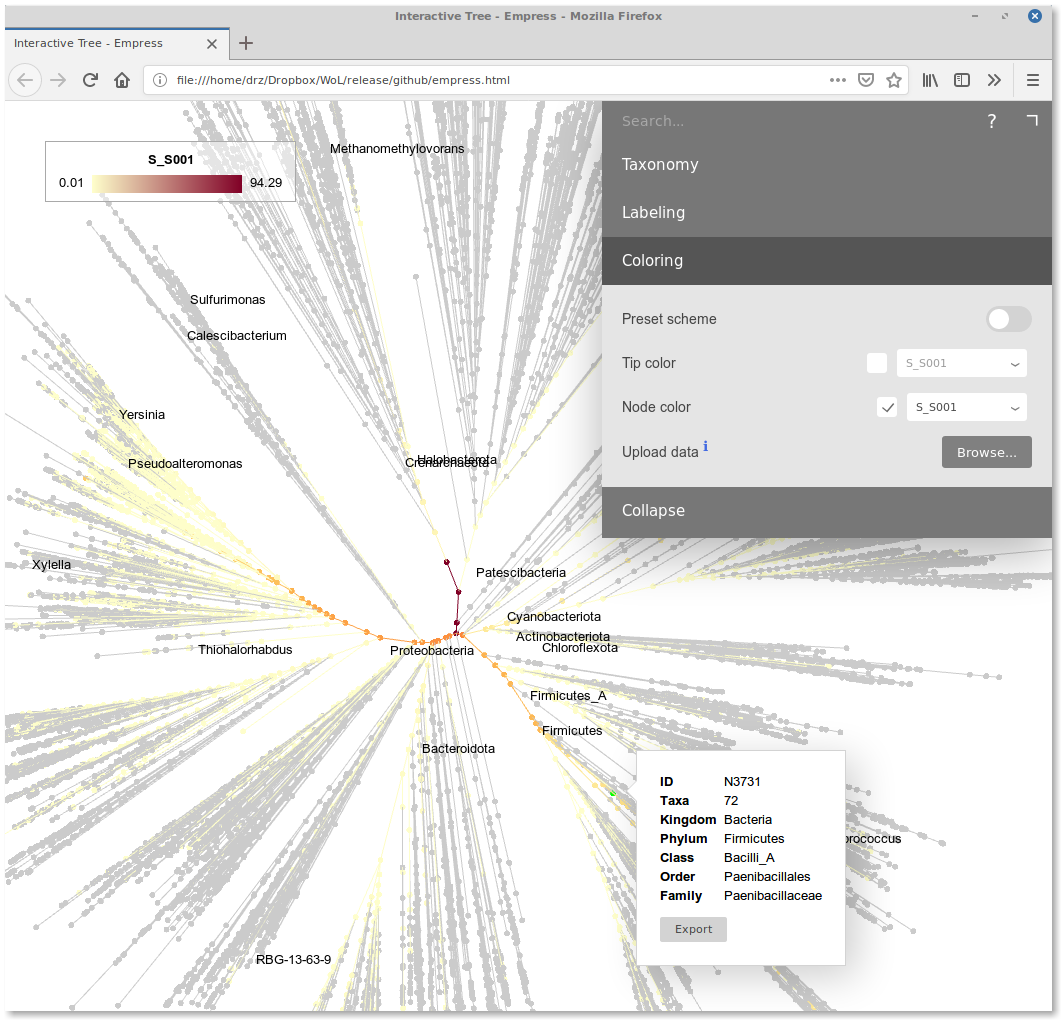 Interactive Tree - Empress - Mozilla Firefox
Interactive Tree - Empress
file:///home/drz/Dropbox/WoL/release/github/empress.html
Search...
?
Taxonomy
Labeling
Coloring
Preset scheme
Tip color
S_S001
Node color
S_S001
Upload data i
Browse...
Collapse
S_S001
0.01
94.29
Methanomethylovorans
Sulfurimonas
Calescibacterium
Yersinia
Pseudoalteromonas
Halobacterota
Crenarchaeota
Xylella
Patescibacteria
Cyanobacteriota
Actinobacteriota
Chloroflexota
Thiohalorhabdus
Proteobacteria
Firmicutes_A
Firmicutes
Bacteroidota
ID N3731
Taxa 72
Kingdom Bacteria
Phylum Firmicutes
Class Bacilli_A
Order Paenibacillales
Family Paenibacillaceae
Export
RBG-13-63-9